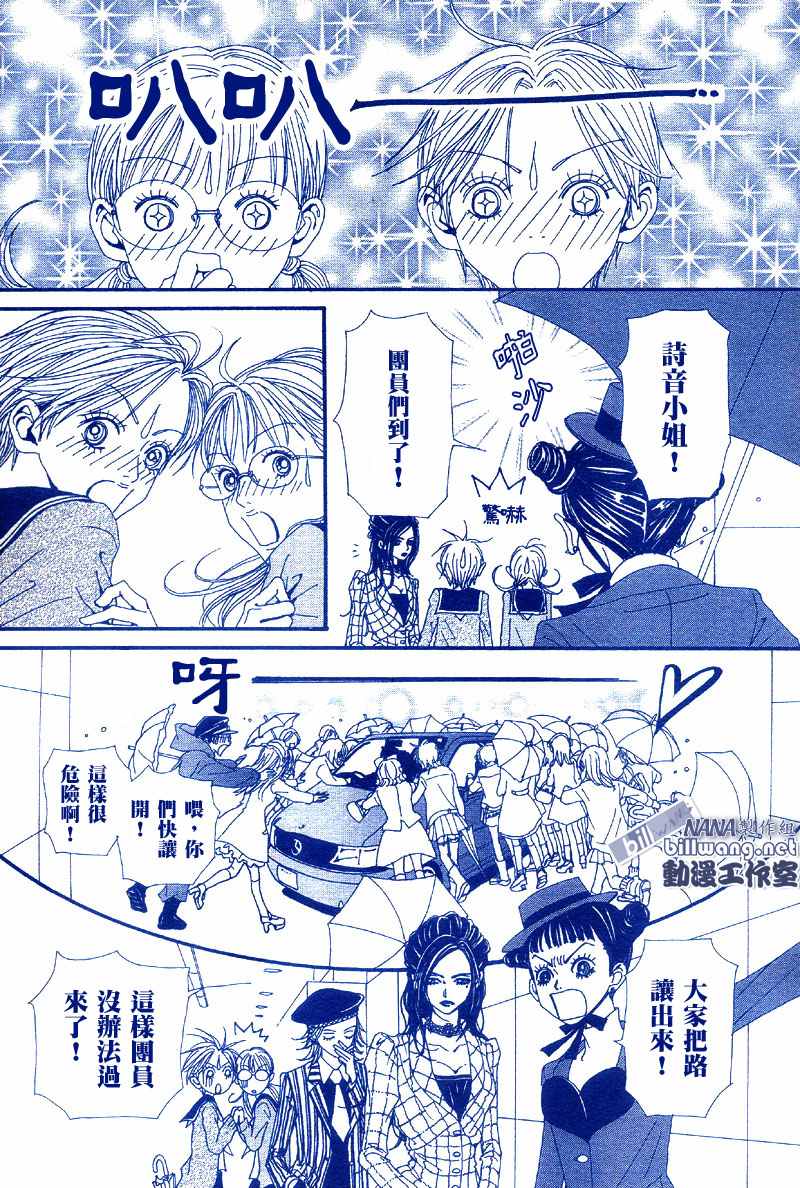 叭叭
詩音小姐！
啪
沙
團員們到了！
驚嚇
呀
喂，你
們快讓
開！
這樣很
危險啊！
bill wave
NANA製作組
billwang.net
動漫工作室
大家把路
讓出來！
這樣團員
沒辦法過
來了！